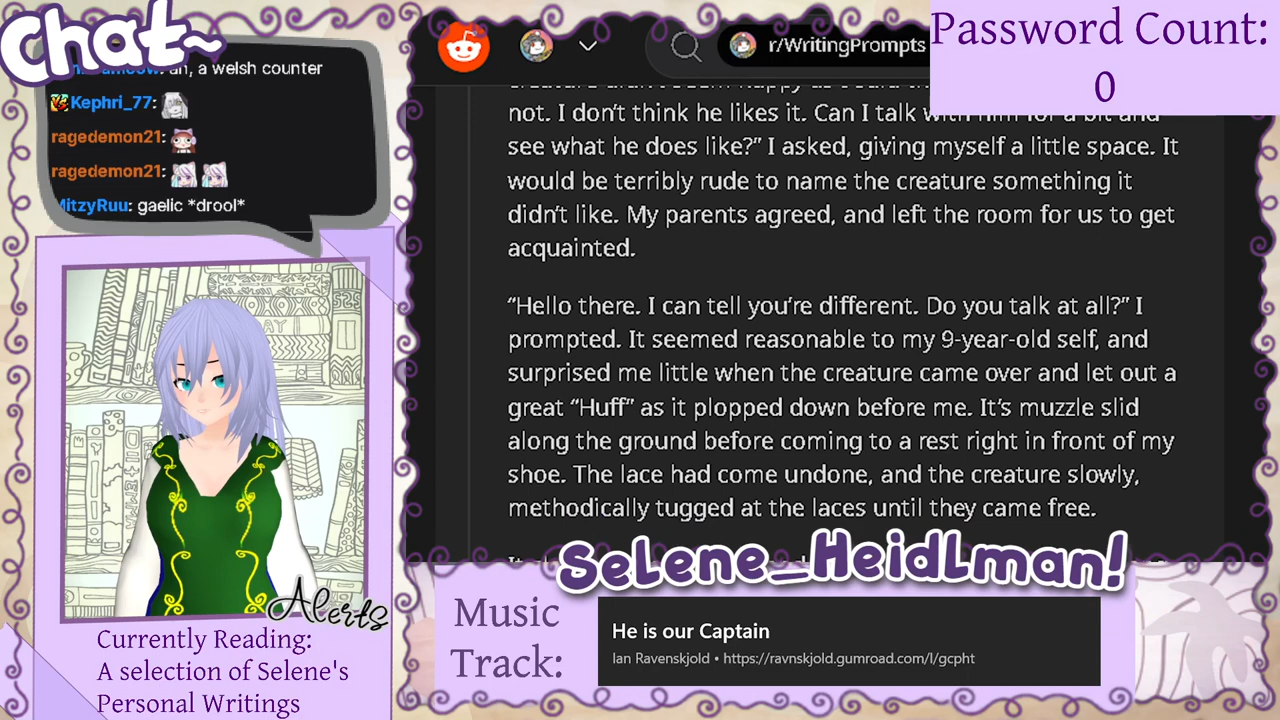 Chat~
an, a welsh counter
Kephri_77:
ragedemon21:
ragedemon21:
MitzyRuu: gaelic *drool*
r/WritingPrompts
Password Count:
0
not. I don't think he likes it. Can I talk with him for a bit and
see what he does like?" I asked, giving myself a little space. It
would be terribly rude to name the creature something it
didn't like. My parents agreed, and left the room for us to get
acquainted.
"Hello there. I can tell you're different. Do you talk at all?" I
prompted. It seemed reasonable to my 9-year-old self, and
surprised me little when the creature came over and let out a
great "Huff" as it plopped down before me. It's muzzle slid
along the ground before coming to a rest right in front of my
shoe. The lace had come undone, and the creature slowly,
methodically tugged at the laces until they came free.
Selene_Heidlman!
Alerts
Currently Reading:
A selection of Selene's
Personal Writings
Music
Track:
He is our Captain
Ian Ravenskjold • https://ravnskjold.gumroad.com/l/gcpht